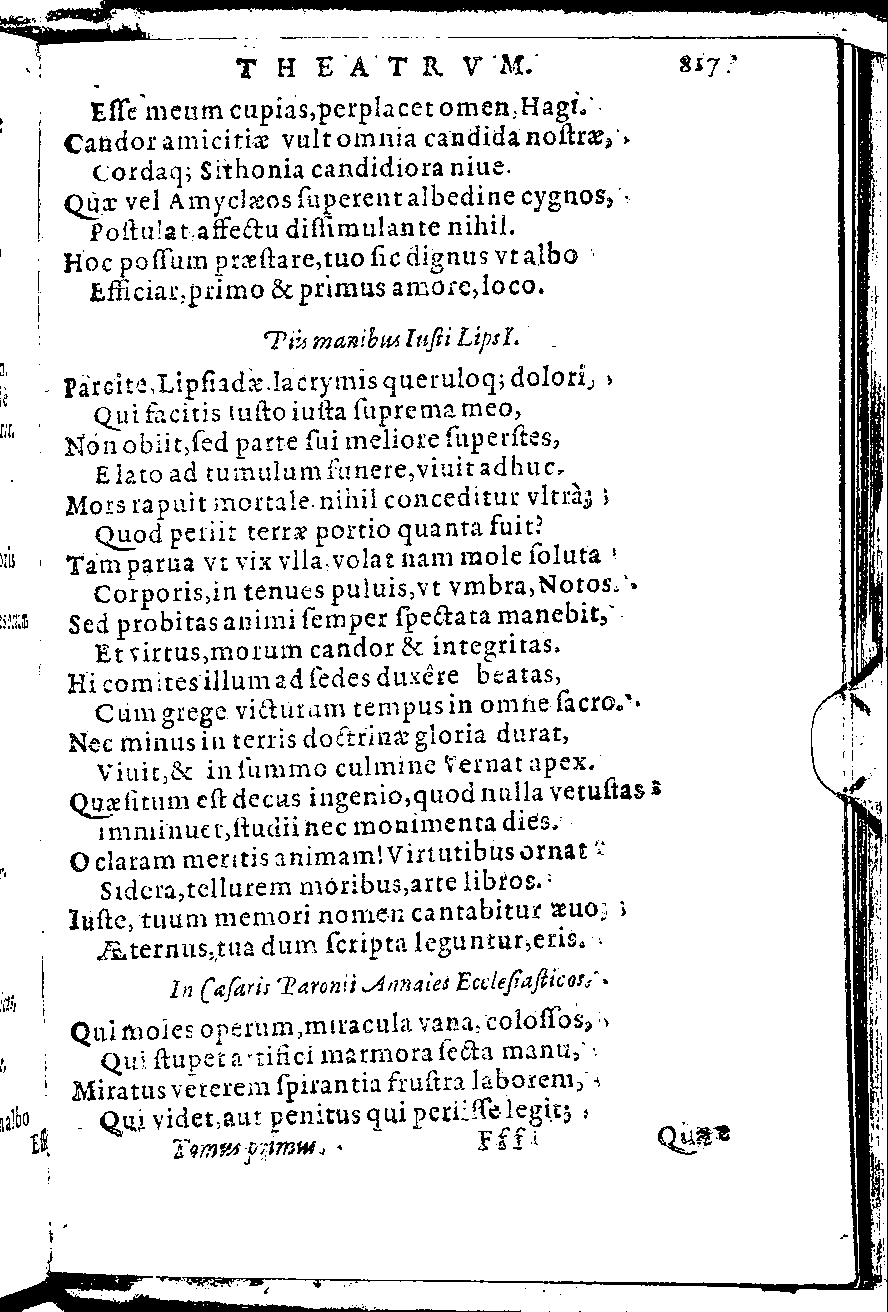 THEATRVM. 817
Eſſe meum cupias, perplacet omen, Hagi.
Candor amicitiæ vult omnia candida noſtræ,
Cordaq; Sithonia candidiora niue.
Quæ vel Amyclæos ſuperent albedine cygnos,
Poſtulat affectu diſſimulante nihil.
Hoc poſſum præſtare, tuo ſic dignus vt albo
Efficiar, primo & primus amore, loco.
Piis manibus Iuſti LipsI.
Parcite, Lipſiadæ lacrymis queruloq; dolori,
Qui facitis iuſto iuſta ſuprema meo,
Non obiit, ſed parte ſui meliore ſuperſtes,
Elato ad tumulum funere, viuit adhuc.
Mors rapuit mortale. nihil conceditur vltrà;
Quod periit terræ portio quanta fuit?
Tam parua vt vix vlla, volat nam mole ſoluta
Corporis, in tenues puluis, vt vmbra, Notos.
Sed probitas animi ſemper ſpectata manebit,
Et virtus, morum candor & integritas.
Hi comites illum ad ſedes duxêre beatas,
Cum grege victurum tempus in omne ſacro.
Nec minus in terris doctrinæ gloria durat,
Viuit, & in ſummo culmine vernat apex.
Quæſitum eſt decus ingenio, quod nulla vetuſtas
imminuet, ſtudii nec monimenta dies.
O claram meritis animam! Virtutibus ornat
Sidera, tellurem moribus, arte libros.
Iuſte, tuum memori nomen cantabitur æuo;
Æternus, tua dum ſcripta leguntur, eris.
In Cæſaris Baronii Annales Eccleſiaſticos.
Qui moles operum, miracula vana, coloſſos,
Qui ſtupet artifici marmora ſecta manu,
Miratus veterem ſpirantia fruſtra laborem,
Qui videt, aut penitus qui periiſſe legit;
Tomus primus. Fff Quæ